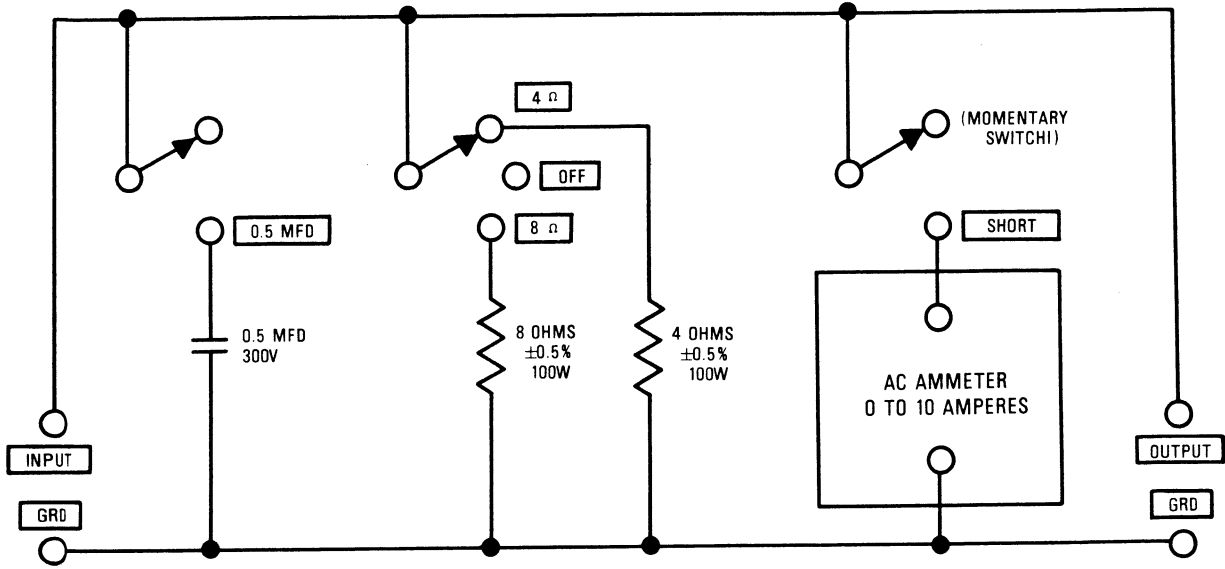 4 Ω
(MOMENTARY
SWITCHI)
OFF
0.5 MFD
8 Ω
SHORT
0.5 MFD
300V
8 OHMS
±0.5%
100W
4 OHMS
±0.5%
100W
AC AMMETER
0 TO 10 AMPERES
INPUT
OUTPUT
GRD
GRD